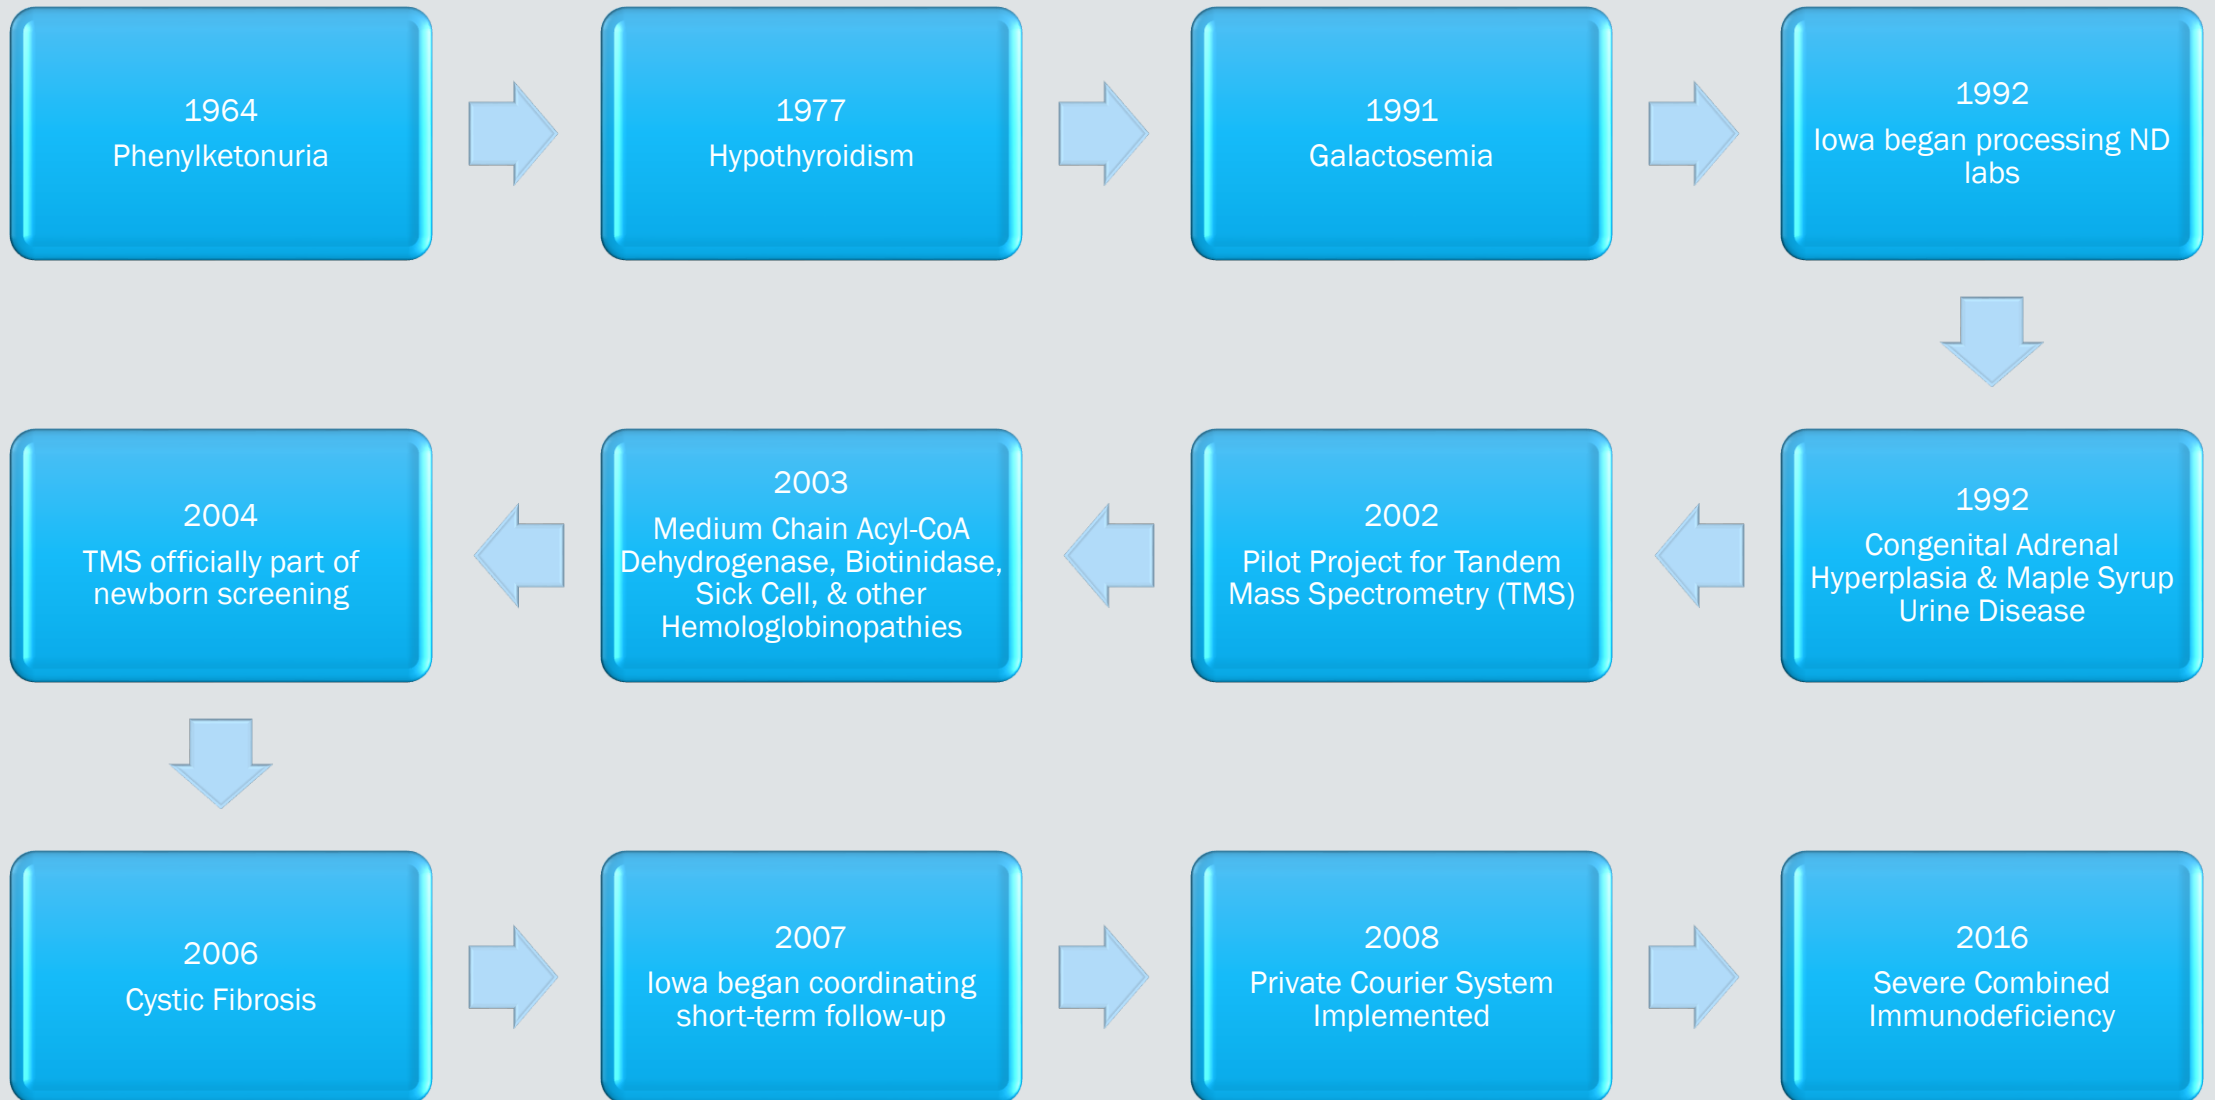 1964
Phenylketonuria
1977
Hypothyroidism
1991
Galactosemia
1992
Iowa began processing ND
labs
1992
Congenital Adrenal
Hyperplasia & Maple Syrup
Urine Disease
2002
Pilot Project for Tandem
Mass Spectrometry (TMS)
2003
Medium Chain Acyl-CoA
Dehydrogenase, Biotinidase,
Sick Cell, & other
Hemologlobinopathies
2004
TMS officially part of
newborn screening
2006
Cystic Fibrosis
2007
Iowa began coordinating
short-term follow-up
2008
Private Courier System
Implemented
2016
Severe Combined
Immunodeficiency